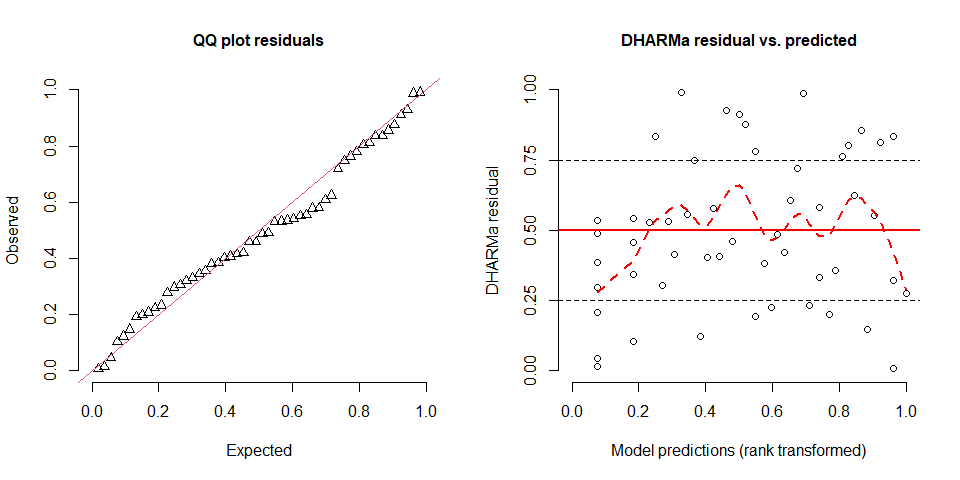 QQ plot residuals
Observed
1.0
0.8
0.6
0.4
0.2
0.0
0.0 0.2 0.4 0.6 0.8 1.0
Expected
DHARMa residual vs. predicted
DHARMa residual
1.00
0.75
0.50
0.25
0.00
0.0 0.2 0.4 0.6 0.8 1.0
Model predictions (rank transformed)